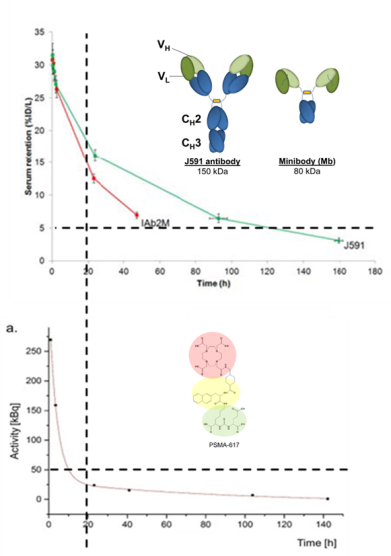 35
30
25
20
15
10
5
0
Serum retention (%ID/L)
0 20 40 60 80 100 120 140 160 180
Time (h)
IAb2M
J591
VH
VL
CH2
CH3
J591 antibody
150 kDa
Minibody (Mb)
80 kDa
a.
250
200
150
100
50
0
Activity [kBq]
0 20 40 60 80 100 120 140
Time [h]
PSMA-617